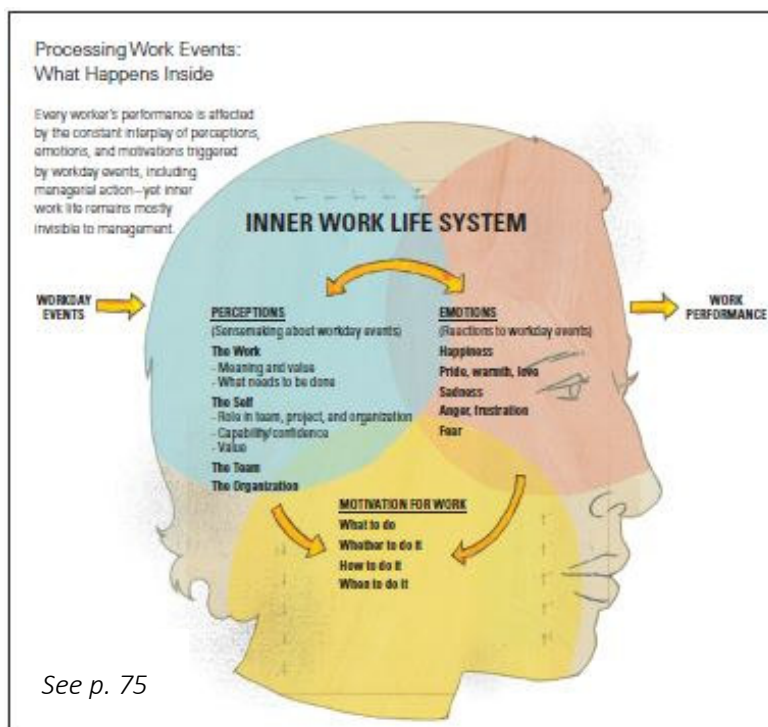 Processing Work Events:
What Happens Inside
Every worker's performance is affected
by the constant interplay of perceptions,
emotions, and motivations triggered
by workday events, including
managerial action—yet inner
work life remains mostly
invisible to management.
INNER WORK LIFE SYSTEM
WORKDAY
EVENTS
PERCEPTIONS
(Sensemaking about workday events)
The Work
- Meaning and value
- What needs to be done
The Self
- Role in team, project, and organization
- Capability/confidence
- Value
The Team
The Organization
EMOTIONS
(Reactions to workday events)
Happiness
Pride, warmth, love
Sadness
Anger, frustration
Fear
WORK
PERFORMANCE
MOTIVATION FOR WORK
What to do
Whether to do it
How to do it
When to do it
See p. 75